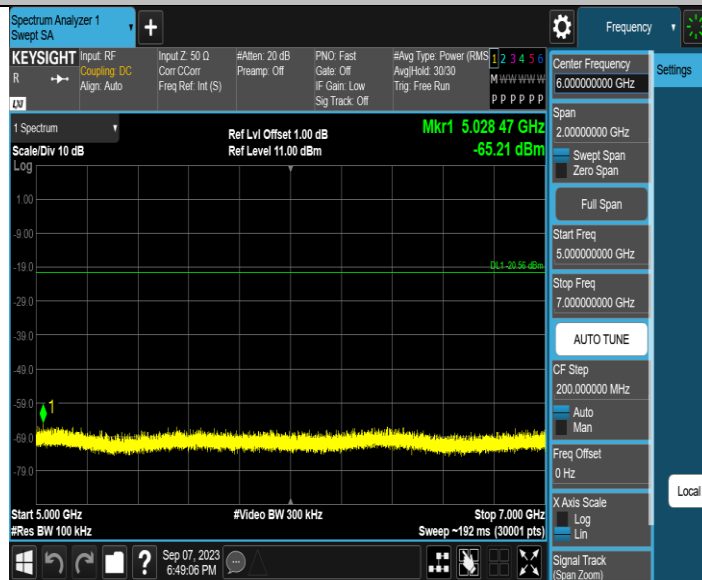 Spectrum Analyzer 1
Swept SA
+
Frequency
KEYSIGHT
R
LXI
Input: RF
Coupling: DC
Align: Auto
Input Z: 50 Ω
Corr CCorr
Freq Ref: Int (S)
#Atten: 20 dB
Preamp: Off
PNO: Fast
Gate: Off
IF Gain: Low
Sig Track: Off
#Avg Type: Power (RMS
Avg|Hold: 30/30
Trig: Free Run
1 2 3 4 5 6
M W W W W W
P P P P P P
Center Frequency
6.000000000 GHz
Settings
Span
2.00000000 GHz
Swept Span
Zero Span
Full Span
Start Freq
5.000000000 GHz
Stop Freq
7.000000000 GHz
AUTO TUNE
CF Step
200.000000 MHz
Auto
Man
Freq Offset
0 Hz
X Axis Scale
Log
Lin
Signal Track
(Span Zoom)
Local
1 Spectrum
Scale/Div 10 dB
Log
Ref Lvl Offset 1.00 dB
Ref Level 11.00 dBm
Mkr1 5.028 47 GHz
-65.21 dBm
1.00
-9.00
-19.0
DL1 -20.56 dBm
-29.0
-39.0
-49.0
-59.0
1
-69.0
-79.0
Start 5.000 GHz
#Res BW 100 kHz
#Video BW 300 kHz
Stop 7.000 GHz
Sweep ~192 ms (30001 pts)
?
Sep 07, 2023
6:49:06 PM